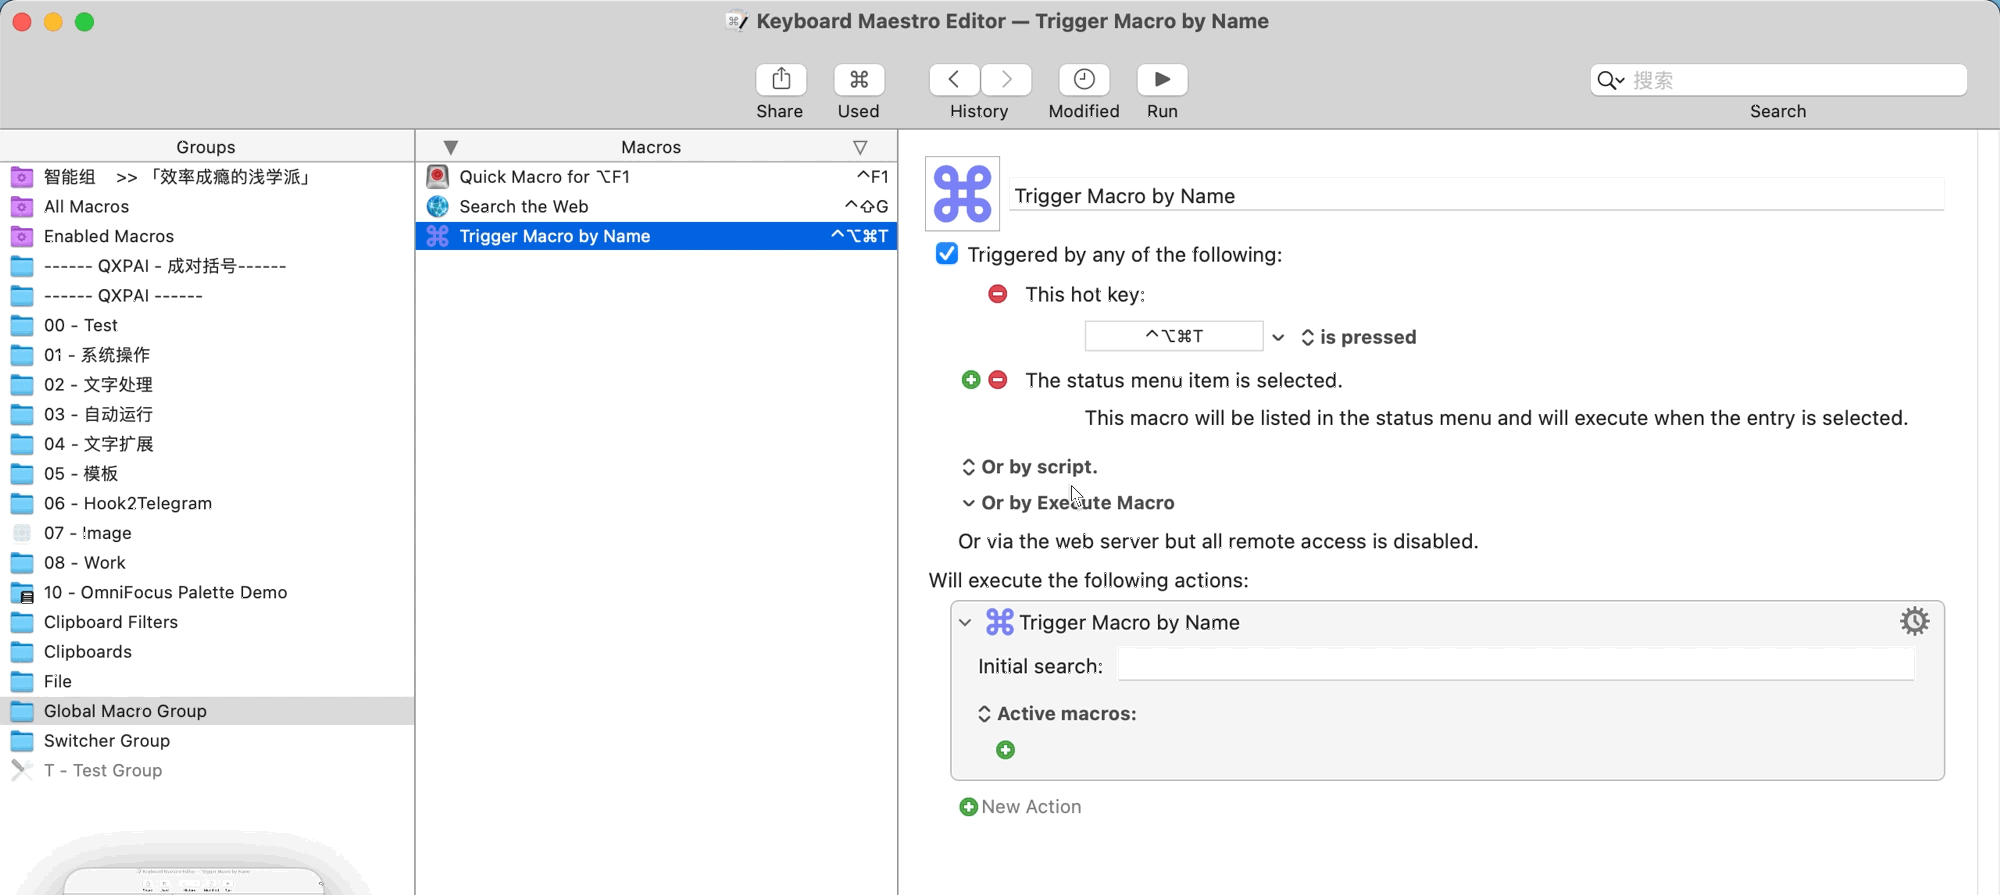 Keyboard Maestro Editor — Trigger Macro by Name
搜索
Share
Used
History
Modified
Run
Search
Groups
智能组 >> 「效率成瘾的浅学派」
All Macros
Enabled Macros
------ QXPAI - 成对括号------
------ QXPAI ------
00 - Test
01 - 系统操作
02 - 文字处理
03 - 自动运行
04 - 文字扩展
05 - 模板
06 - Hook2Telegram
07 - Image
08 - Work
10 - OmniFocus Palette Demo
Clipboard Filters
Clipboards
File
Global Macro Group
Switcher Group
T - Test Group
Macros
Quick Macro for ⌥F1 ^F1
Search the Web ^⇧G
Trigger Macro by Name ^⌥⌘T
Trigger Macro by Name
Triggered by any of the following:
This hot key:
^⌥⌘T is pressed
The status menu item is selected.
This macro will be listed in the status menu and will execute when the entry is selected.
Or by script.
Or by Execute Macro
Or via the web server but all remote access is disabled.
Will execute the following actions:
Trigger Macro by Name
Initial search:
Active macros:
New Action